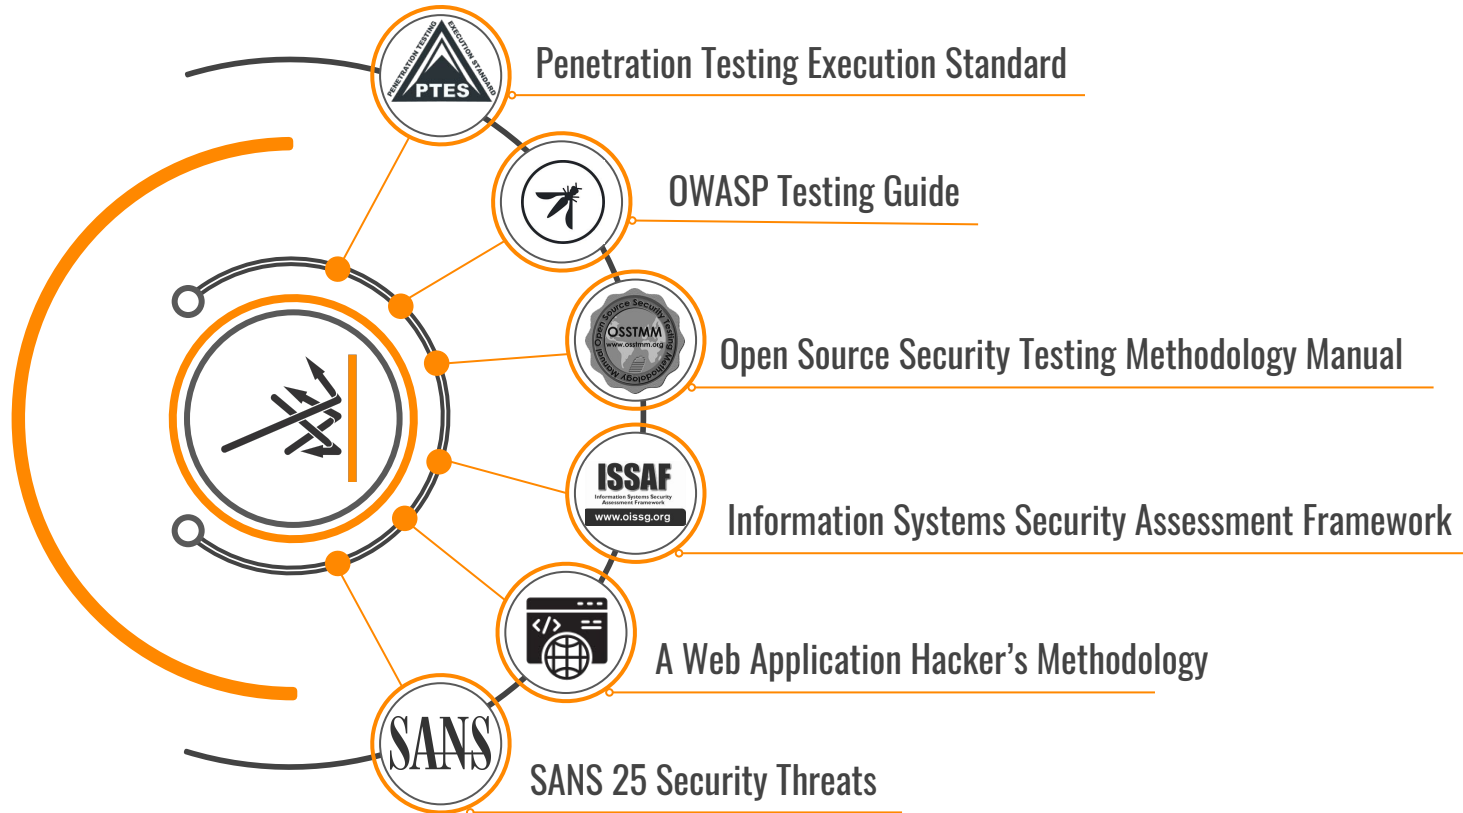 PENETRATION TESTING
EXECUTION STANDARD
PTES
Penetration Testing Execution Standard
OWASP Testing Guide
Open Source Security Testing Methodology Manual
OSSTMM
www.osstmm.org
Open Source Security Testing Methodology Manual
ISSAF
Information Systems Security
Assessment Framework
www.oissg.org
Information Systems Security Assessment Framework
</>
A Web Application Hacker’s Methodology
SANS
SANS 25 Security Threats